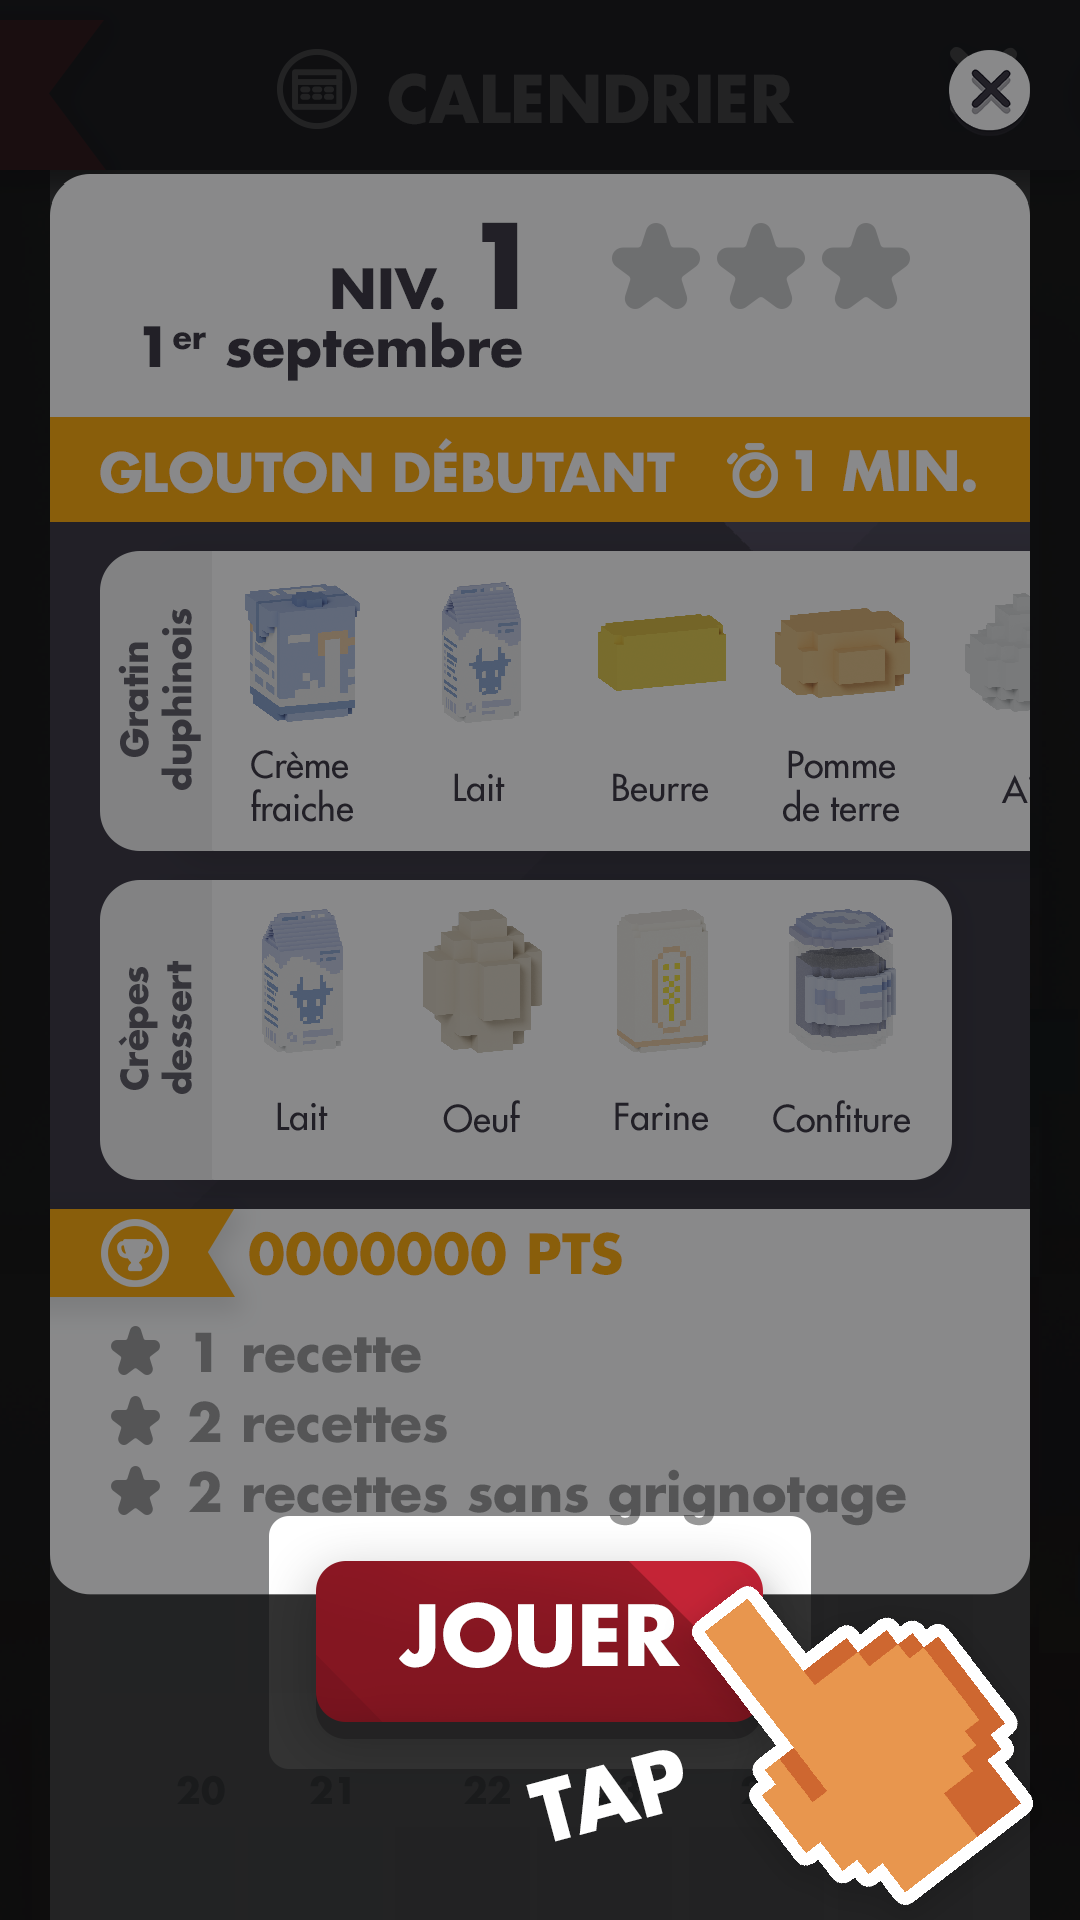 CALENDRIER
NIV. 1
1er septembre
GLOUTON DÉBUTANT 1 MIN.
Gratin
duphinois
Crème
fraiche
Lait
Beurre
Pomme
de terre
Crèpes
dessert
Lait
Oeuf
Farine
Confiture
0000000 PTS
1 recette
2 recettes
2 recettes sans grignotage
JOUER
20 21 22
TAP